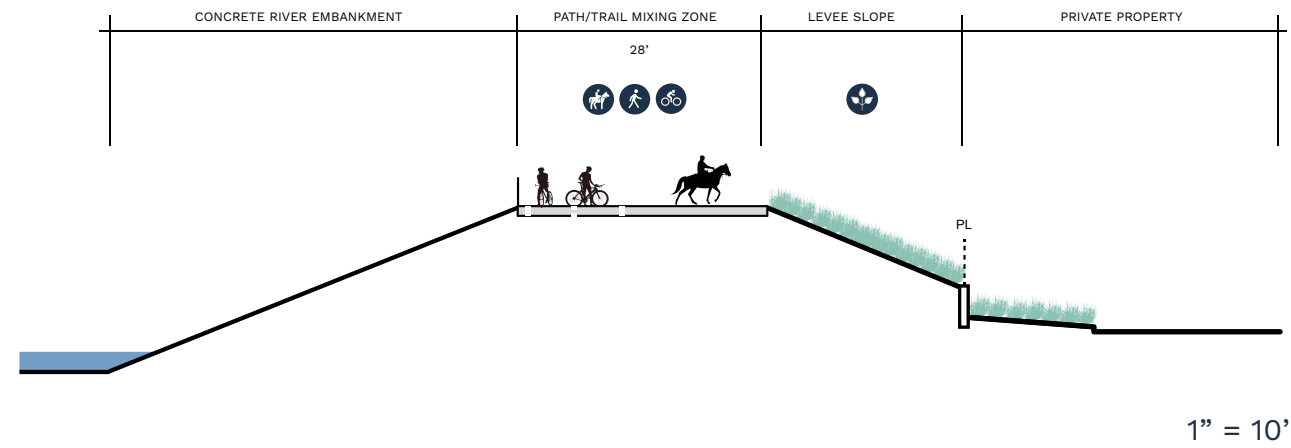 CONCRETE RIVER EMBANKMENT
PATH/TRAIL MIXING ZONE
LEVEE SLOPE
PRIVATE PROPERTY
28’
PL
1” = 10’